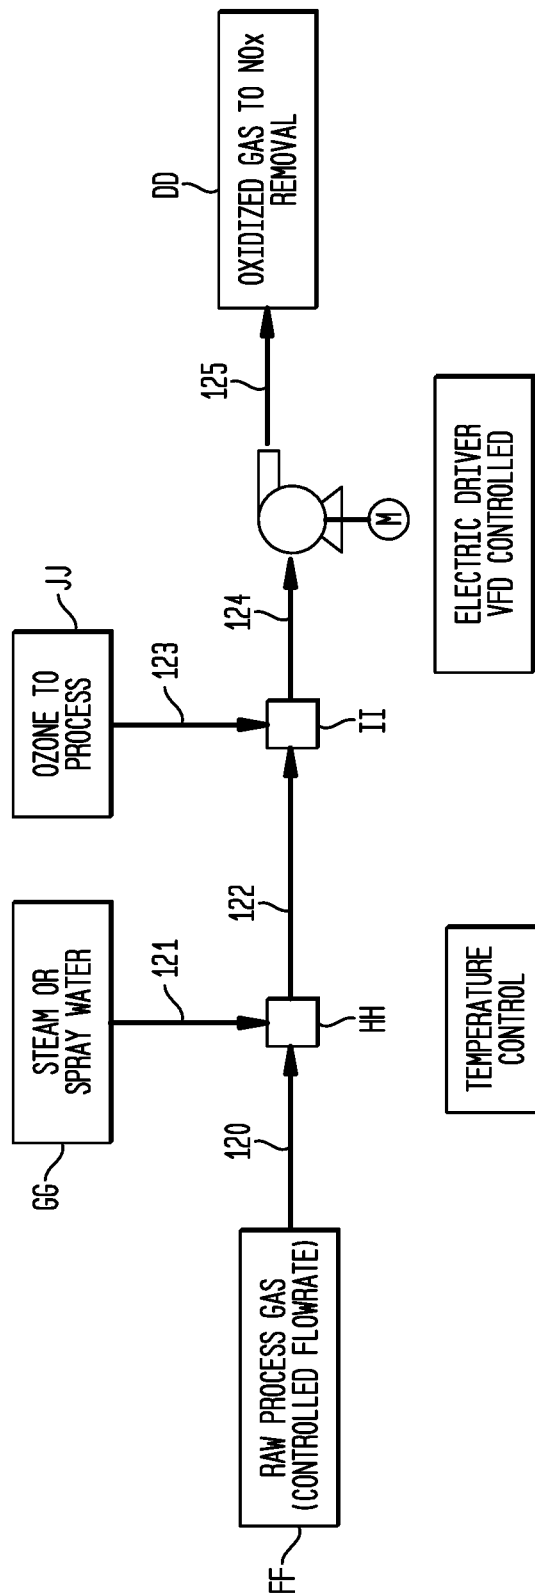 GG
STEAM OR
SPRAY WATER
121
OZONE TO
PROCESS
JJ
123
FF
RAW PROCESS GAS
(CONTROLLED FLOWRATE)
120
HH
122
II
124
M
125
DD
OXIDIZED GAS TO NOx
REMOVAL
TEMPERATURE
CONTROL
ELECTRIC DRIVER
VFD CONTROLLED